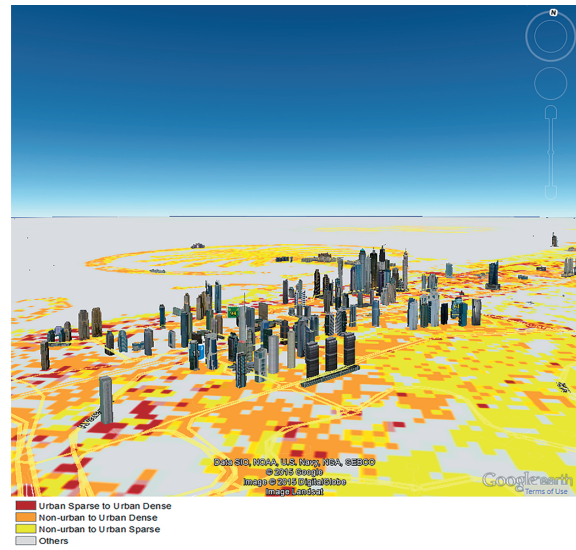 N
Data SIO, NOAA, U.S. Navy, NGA, GEBCO
© 2015 Google
Image © 2015 DigitalGlobe
Image Landsat
Google earth
Terms of Use
Urban Sparse to Urban Dense
Non-urban to Urban Dense
Non-urban to Urban Sparse
Others